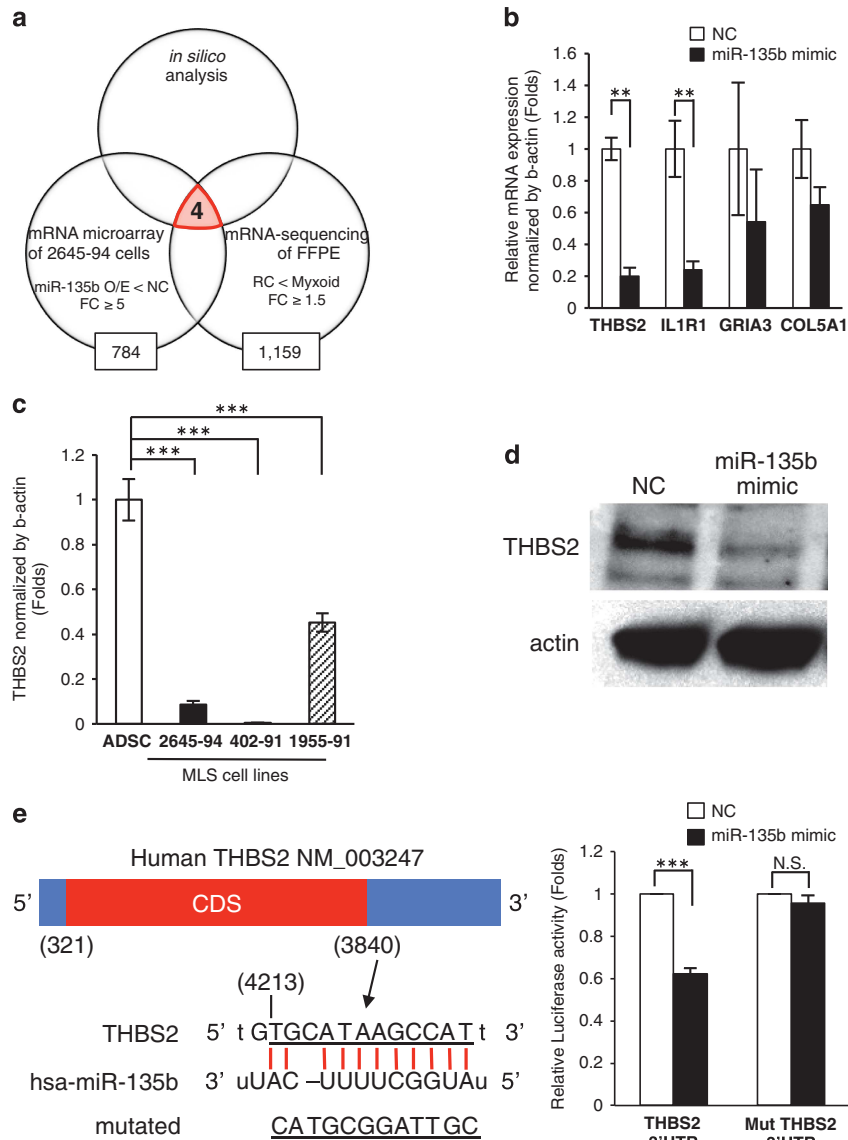 a
in silico
analysis
4
mRNA microarray
of 2645-94 cells
miR-135b O/E < NC
FC ≥ 5
mRNA-sequencing
of FFPE
RC < Myxoid
FC ≥ 1.5
784
1,159
b
NC
miR-135b mimic
Relative mRNA expression
normalized by b-actin (Folds)
1.6
1.4
1.2
1
0.8
0.6
0.4
0.2
0
**
**
THBS2 IL1R1 GRIA3 COL5A1
c
THBS2 normalized by b-actin
(Folds)
1.2
1
0.8
0.6
0.4
0.2
0
***
***
***
ADSC 2645-94 402-91 1955-91
MLS cell lines
d
NC
miR-135b
mimic
THBS2
actin
e
Human THBS2 NM_003247
5’ CDS 3’
(321) (3840)
(4213)
THBS2 5’ t GTGCATAAGCCAT t 3’
hsa-miR-135b 3’ uUAC –UUUUCGGUAu 5’
mutated CATGCGGATTGC
NC
miR-135b mimic
Relative Luciferase activity (Folds)
1.2
1
0.8
0.6
0.4
0.2
0
***
N.S.
THBS2 Mut THBS2
3’UTR 3’UTR